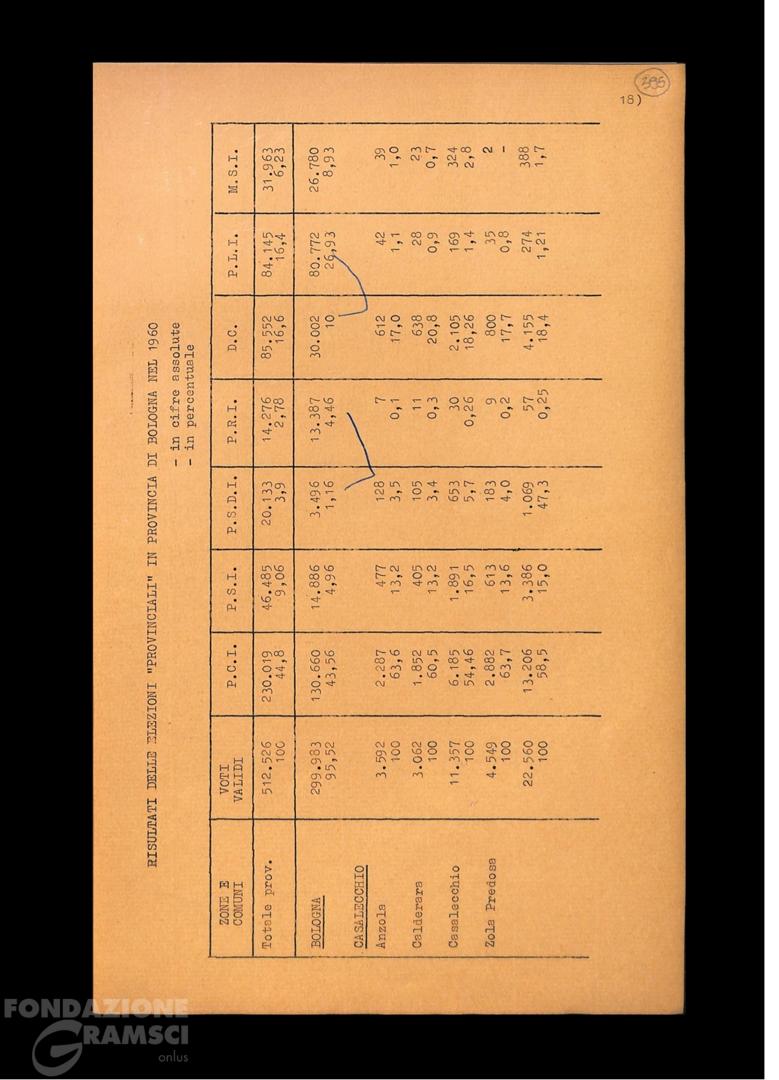 395
18)
RISULTATI DELLE ELEZIONI "PROVINCIALI" IN PROVINCIA DI BOLOGNA NEL 1960
- in cifre assolute
- in percentuale
ZONE E COMUNI VOTI VALIDI P.C.I. P.S.I. P.S.D.I. P.R.I. D.C. P.L.I. M.S.I.
Totale prov. 512.526 230.019 46.485 20.133 14.276 85.552 84.145 31.963
100 44,8 9,06 3,9 2,78 16,6 16,4 6,23
BOLOGNA 299.983 130.660 14.886 3.496 13.387 30.002 80.772 26.780
95,52 43,56 4,96 1,16 4,46 10 26,93 8,93
CASALECCHIO
Anzola 3.592 2.287 477 128 7 612 42 39
100 63,6 13,2 3,5 0,1 17,0 1,1 1,0
Calderara 3.062 1.852 405 105 11 638 28 23
100 60,5 13,2 3,4 0,3 20,8 0,9 0,7
Casalecchio 11.357 6.185 1.891 653 30 2.105 169 324
100 54,46 16,5 5,7 0,26 18,26 1,4 2,8
Zola Predosa 4.549 2.882 613 183 9 800 35 2
100 63,7 13,6 4,0 0,2 17,7 0,8 -
22.560 13.206 3.386 1.069 57 4.155 274 388
100 58,5 15,0 47,3 0,25 18,4 1,21 1,7
FONDAZIONE
GRAMSCI
onlus